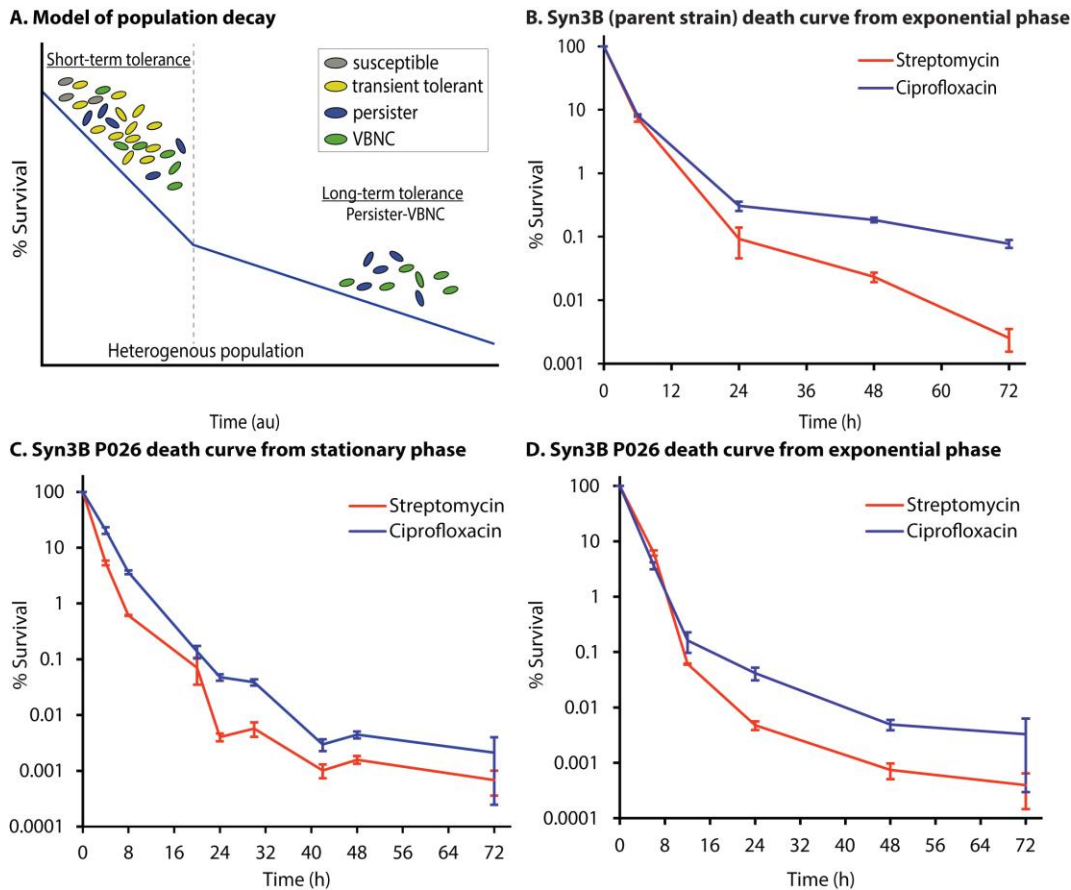 A. Model of population decay
Short-term tolerance
susceptible
transient tolerant
persister
VBNC
Long-term tolerance
Persister-VBNC
Heterogenous population
% Survival
Time (au)
B. Syn3B (parent strain) death curve from exponential phase
Streptomycin
Ciprofloxacin
% Survival
100
10
1
0.1
0.01
0.001
0 12 24 36 48 60 72
Time (h)
C. Syn3B P026 death curve from stationary phase
Streptomycin
Ciprofloxacin
% Survival
100
10
1
0.1
0.01
0.001
0.0001
0 8 16 24 32 40 48 56 64 72
Time (h)
D. Syn3B P026 death curve from exponential phase
Streptomycin
Ciprofloxacin
% Survival
100
10
1
0.1
0.01
0.001
0.0001
0 8 16 24 32 40 48 56 64 72
Time (h)